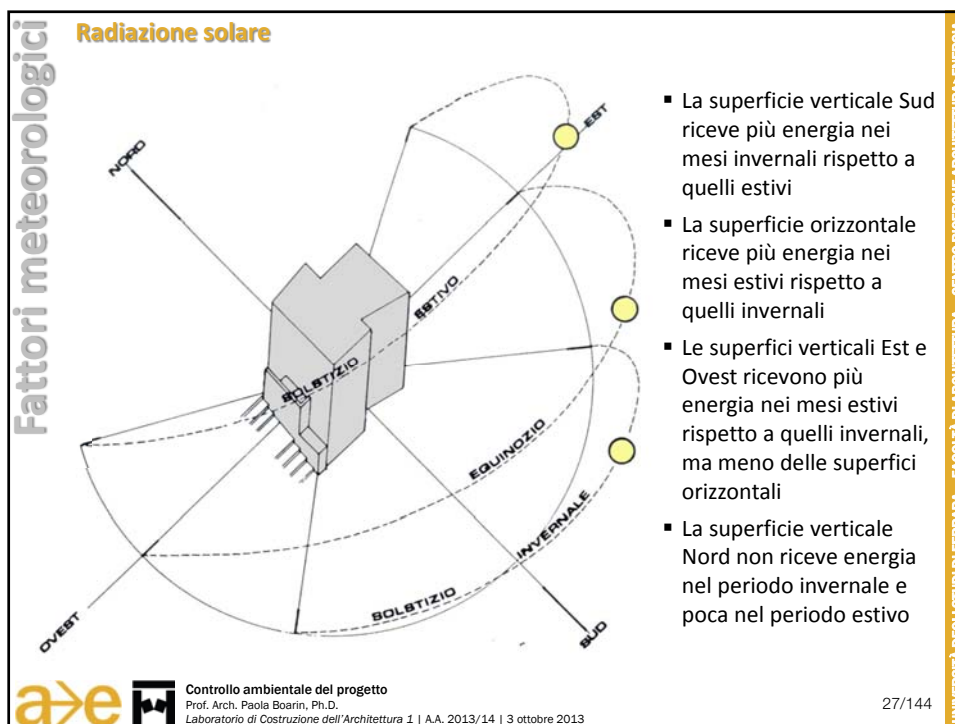 Fattori meteorologici
Radiazione solare
NORD
EST
SOLSTIZIO ESTIVO
EQUINOZIO
SOLSTIZIO INVERNALE
OVEST
SUD
▪ La superficie verticale Sud
riceve più energia nei
mesi invernali rispetto a
quelli estivi
▪ La superficie orizzontale
riceve più energia nei
mesi estivi rispetto a
quelli invernali
▪ Le superfici verticali Est e
Ovest ricevono più
energia nei mesi estivi
rispetto a quelli invernali,
ma meno delle superfici
orizzontali
▪ La superficie verticale
Nord non riceve energia
nel periodo invernale e
poca nel periodo estivo
a>e
Controllo ambientale del progetto
Prof. Arch. Paola Boarin, Ph.D.
Laboratorio di Costruzione dell'Architettura 1 | A.A. 2013/14 | 3 ottobre 2013
27/144